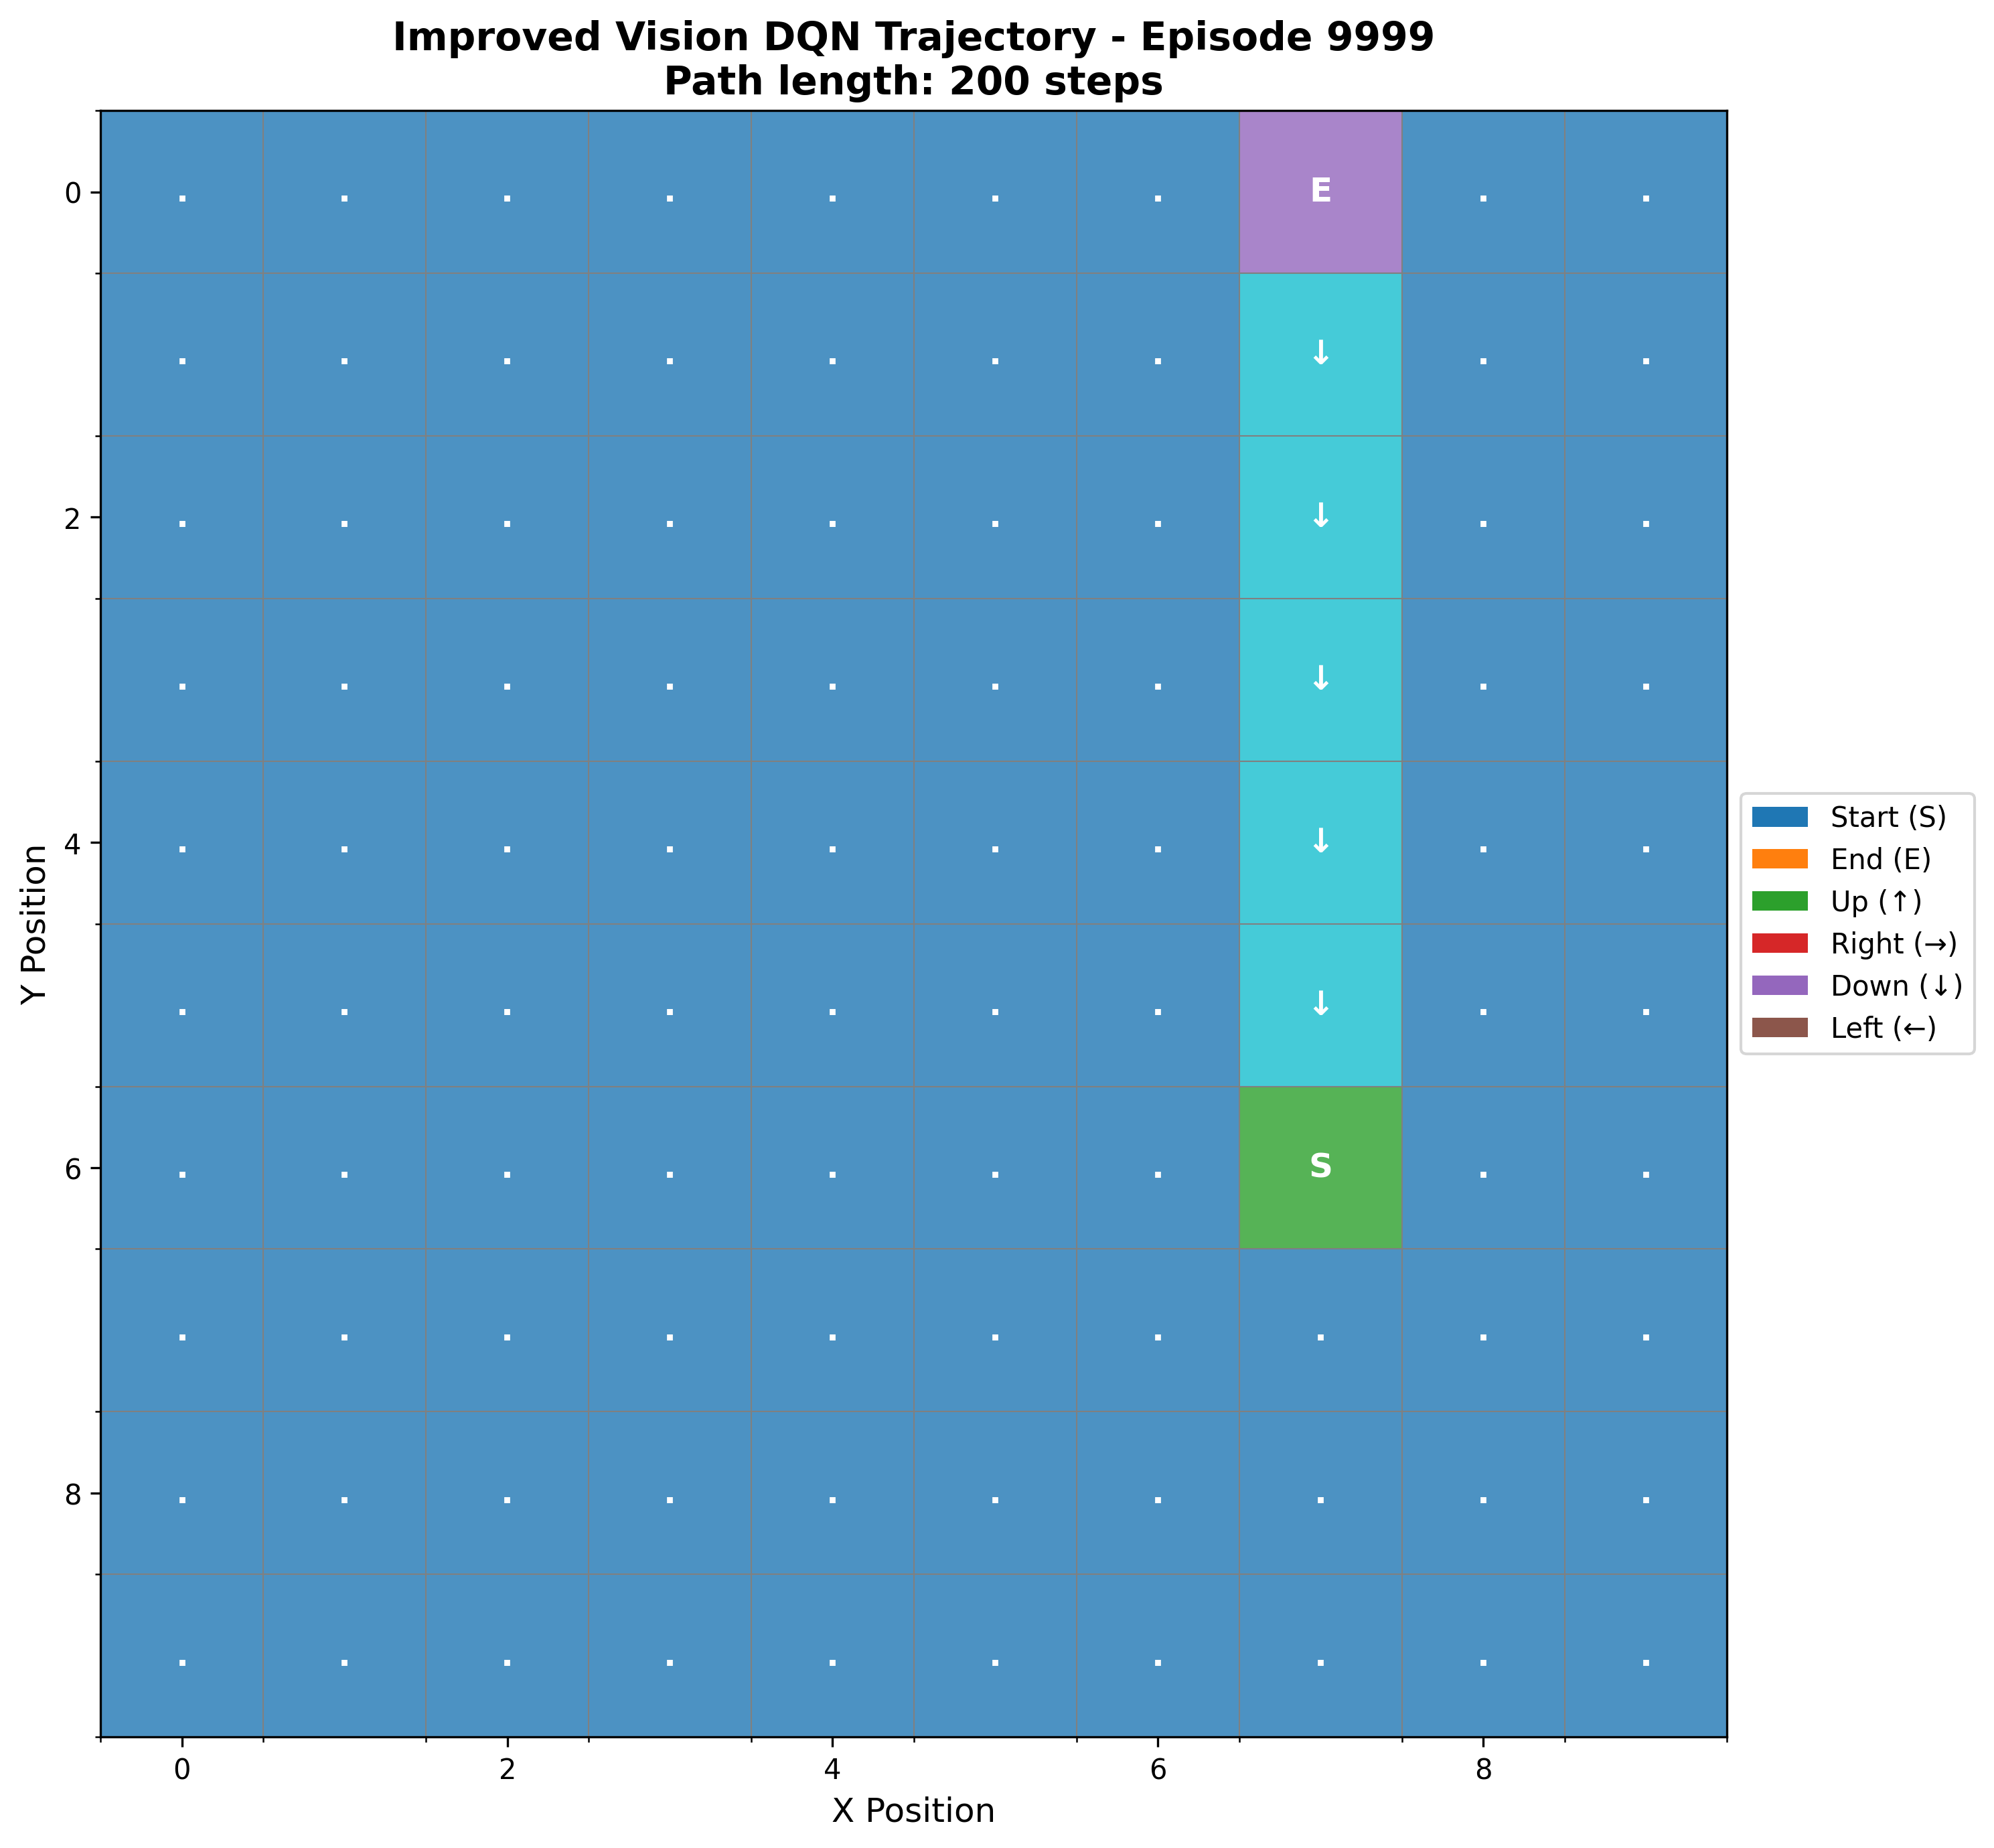 Improved Vision DQN Trajectory - Episode 9999
Path length: 200 steps
0
E
↓
2
↓
↓
4
↓
↓
6
S
8
Y Position
0 2 4 6 8
X Position
Start (S)
End (E)
Up (↑)
Right (→)
Down (↓)
Left (←)